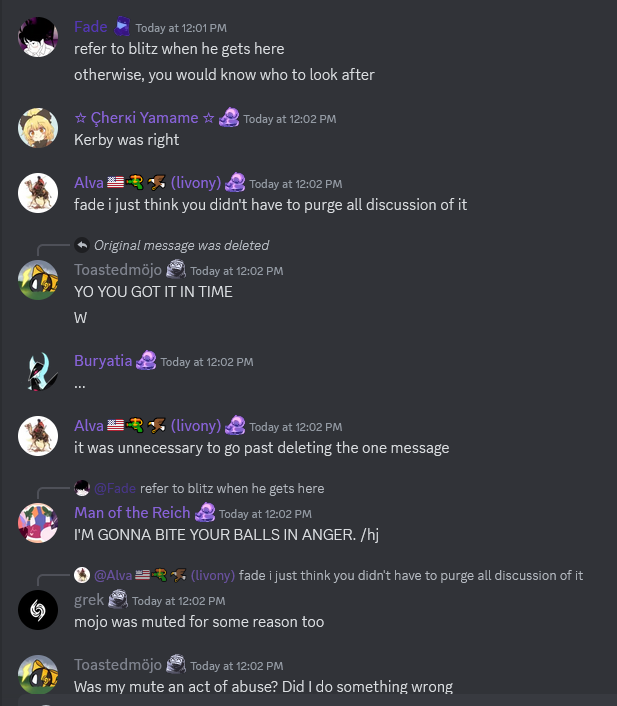 Fade Today at 12:01 PM
refer to blitz when he gets here
otherwise, you would know who to look after
☆ Çherкi Yamame ☆ Today at 12:02 PM
Kerby was right
Alva (livony) Today at 12:02 PM
fade i just think you didn't have to purge all discussion of it
Original message was deleted
Toastedmöjo Today at 12:02 PM
YO YOU GOT IT IN TIME
W
Buryatia Today at 12:02 PM
...
Alva (livony) Today at 12:02 PM
it was unnecessary to go past deleting the one message
@Fade refer to blitz when he gets here
Man of the Reich Today at 12:02 PM
I'M GONNA BITE YOUR BALLS IN ANGER. /hj
@Alva (livony) fade i just think you didn't have to purge all discussion of it
grek Today at 12:02 PM
mojo was muted for some reason too
Toastedmöjo Today at 12:02 PM
Was my mute an act of abuse? Did I do something wrong